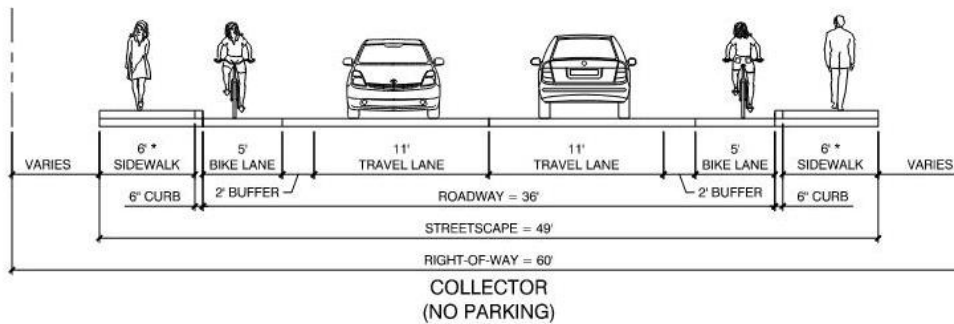 6' *
SIDEWALK
5'
BIKE LANE
11'
TRAVEL LANE
11'
TRAVEL LANE
5'
BIKE LANE
6' *
SIDEWALK
VARIES
VARIES
6" CURB
2' BUFFER
ROADWAY = 36'
2' BUFFER
6" CURB
STREETSCAPE = 49'
RIGHT-OF-WAY = 60'
COLLECTOR
(NO PARKING)